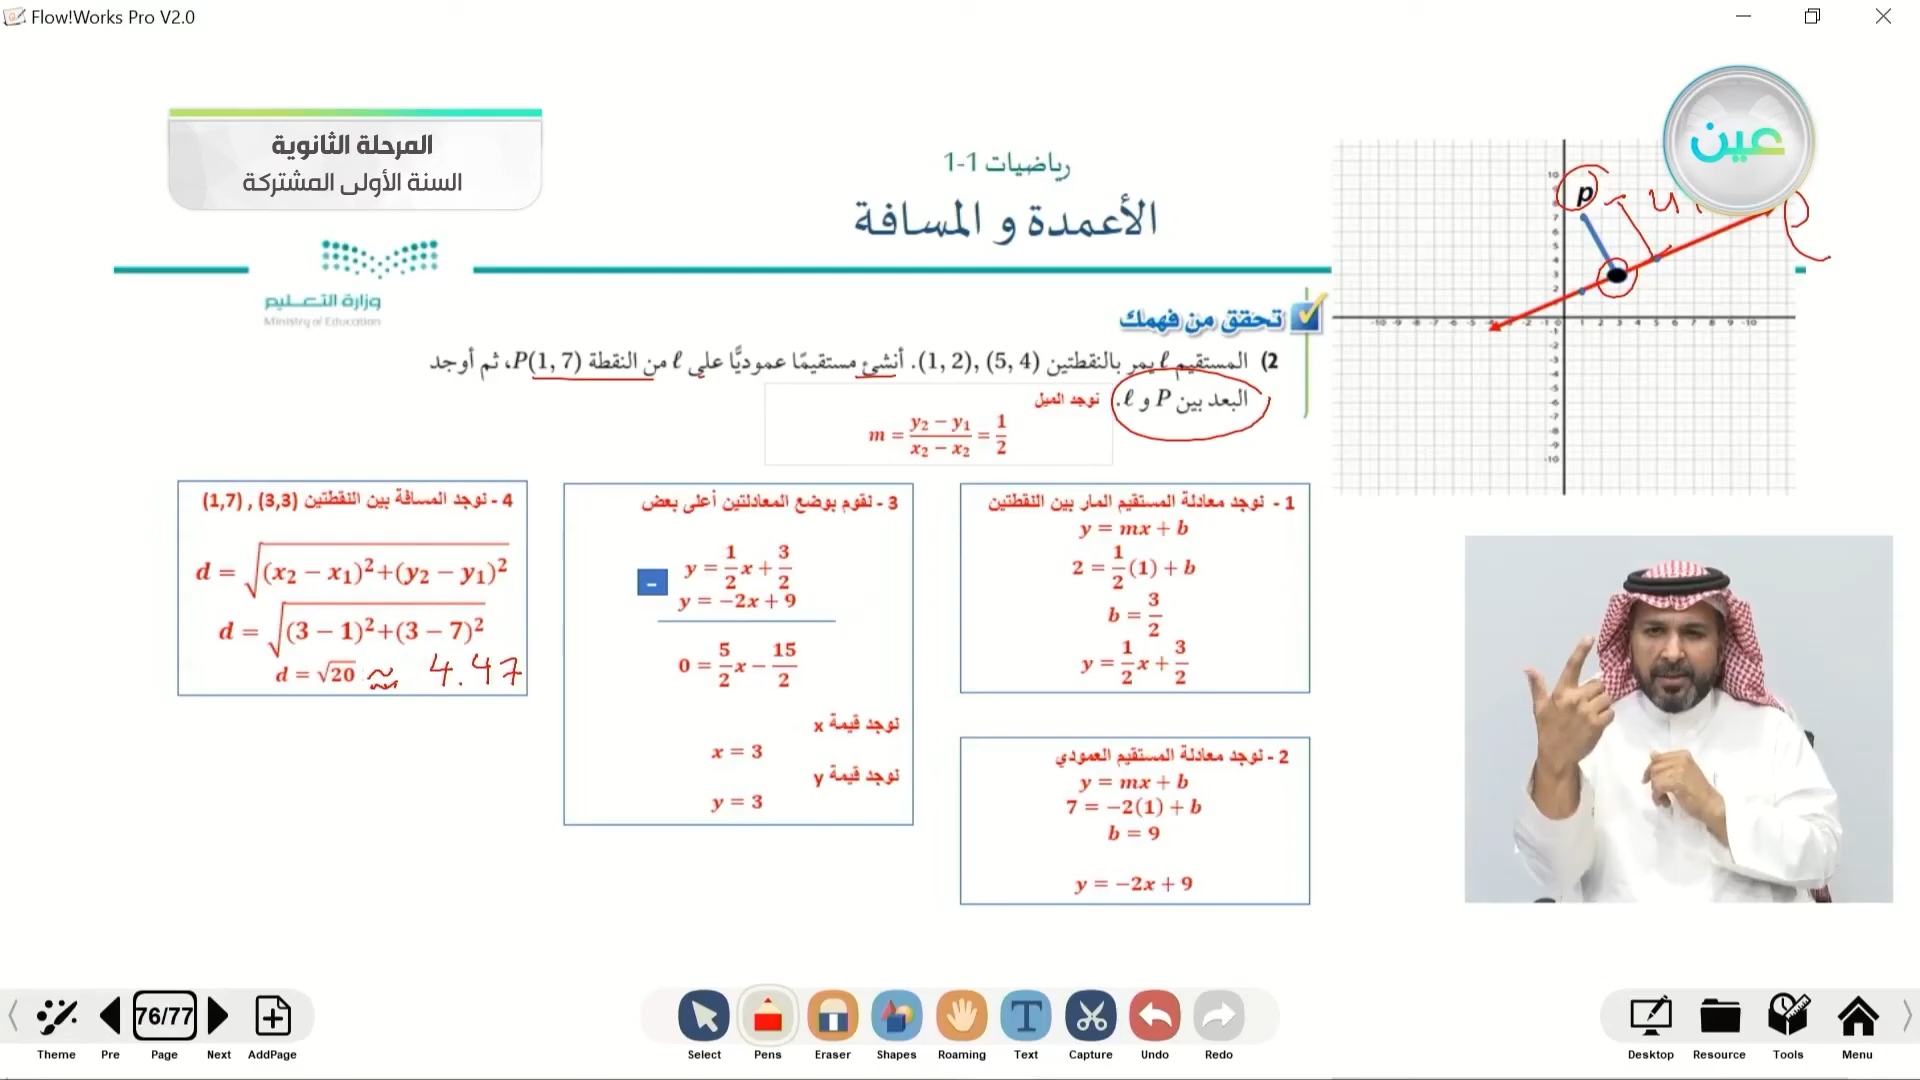 Flow!Works Pro V2.0
المرحلة الثانوية
السنة الأولى المشتركة
رياضيات 1-1
الأعمدة و المسافة
عين
وزارة التعليم
Ministry of Education
تحقق من فهمك
2) المستقيم ℓ يمر بالنقطتين (4 ,5) ,(2 ,1). أنشئ مستقيمًا عموديًّا على ℓ من النقطة P(1, 7)، ثم أوجد
البعد بين P و ℓ.
نوجد الميل
m = (y₂ − y₁)/(x₂ − x₂) = 1/2
1 - نوجد معادلة المستقيم المار بين النقطتين
y = mx + b
2 = 1/2 (1) + b
b = 3/2
y = 1/2 x + 3/2
2 - نوجد معادلة المستقيم العمودي
y = mx + b
7 = −2(1) + b
b = 9
y = −2x + 9
3 - نقوم بوضع المعادلتين أعلى بعض
y = 1/2 x + 3/2
−
y = −2x + 9
0 = 5/2 x − 15/2
نوجد قيمة x
x = 3
نوجد قيمة y
y = 3
4 - نوجد المسافة بين النقطتين (3,3) , (1,7)
d = √((x₂ − x₁)²+(y₂ − y₁)²)
d = √((3 − 1)²+(3 − 7)²)
d = √20 ≈ 4.47
p
76/77
Theme Pre Page Next AddPage
Select Pens Eraser Shapes Roaming Text Capture Undo Redo
Desktop Resource Tools Menu